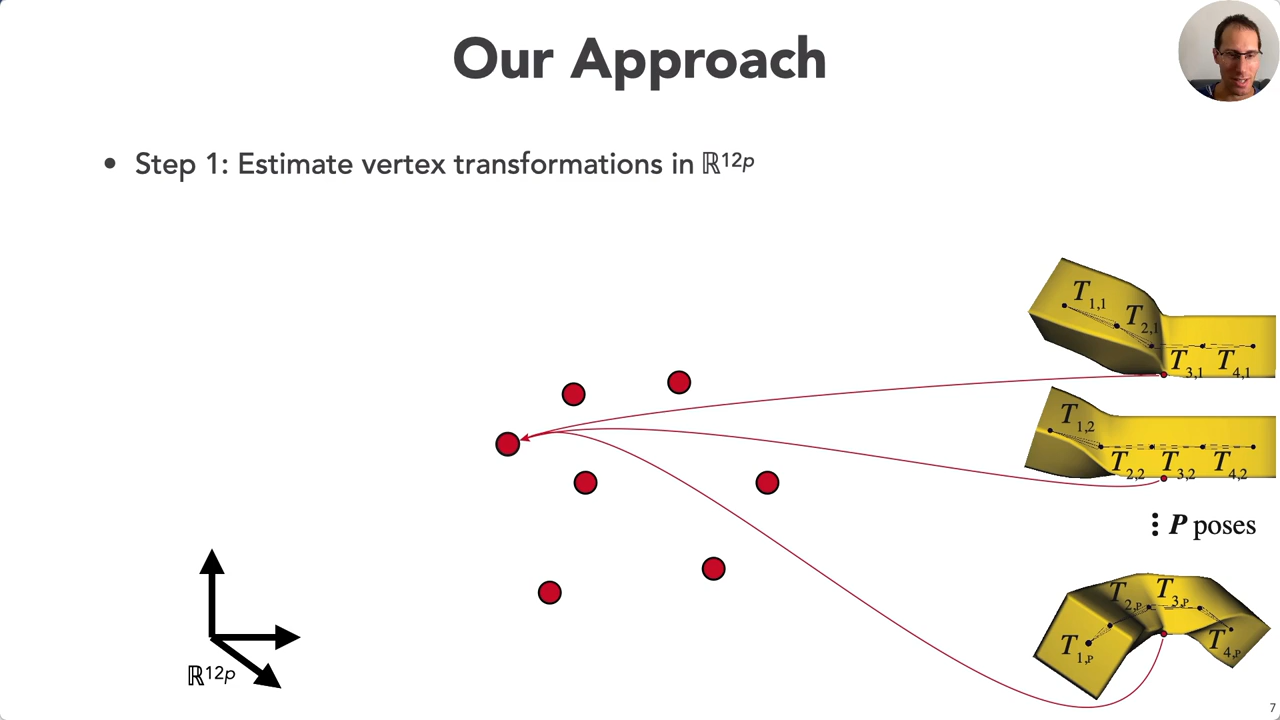 Our Approach
• Step 1: Estimate vertex transformations in ℝ¹²ᵖ
T1,1
T2,1
T3,1
T4,1
T1,2
T2,2
T3,2
T4,2
⋮ P poses
T1,P
T2,P
T3,P
T4,P
ℝ¹²ᵖ
7